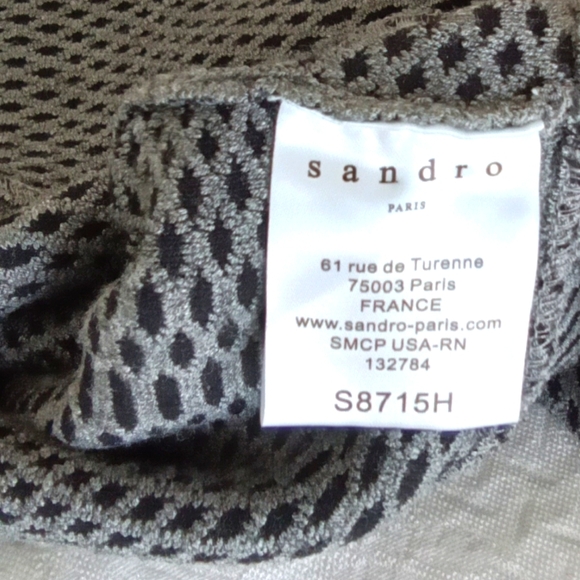 sandro
PARIS
61 rue de Turenne
75003 Paris
FRANCE
www.sandro-paris.com
SMCP USA-RN
132784
S8715H